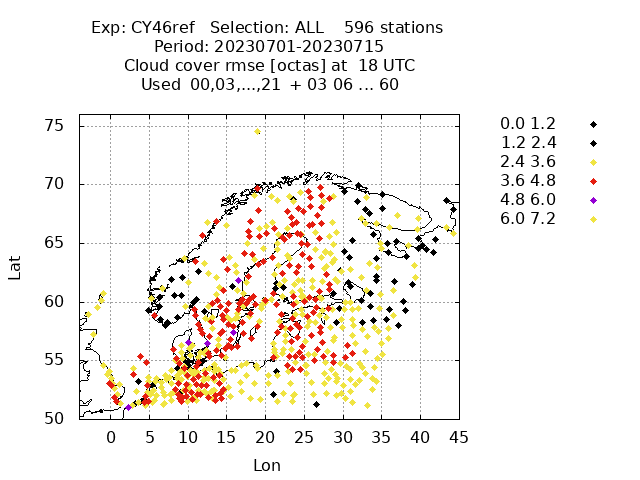 Exp: CY46ref   Selection: ALL    596 stations
Period: 20230701-20230715
Cloud cover rmse [octas] at  18 UTC
Used  00,03,...,21  + 03 06 ... 60
75
70
65
60
55
50
Lat
0 5 10 15 20 25 30 35 40 45
Lon
0.0 1.2
1.2 2.4
2.4 3.6
3.6 4.8
4.8 6.0
6.0 7.2